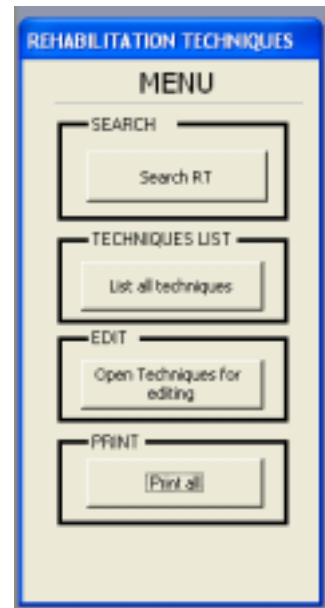 REHABILITATION TECHNIQUES
MENU
SEARCH
Search RT
TECHNIQUES LIST
List all techniques
EDIT
Open Techniques for
editing
PRINT
Print all